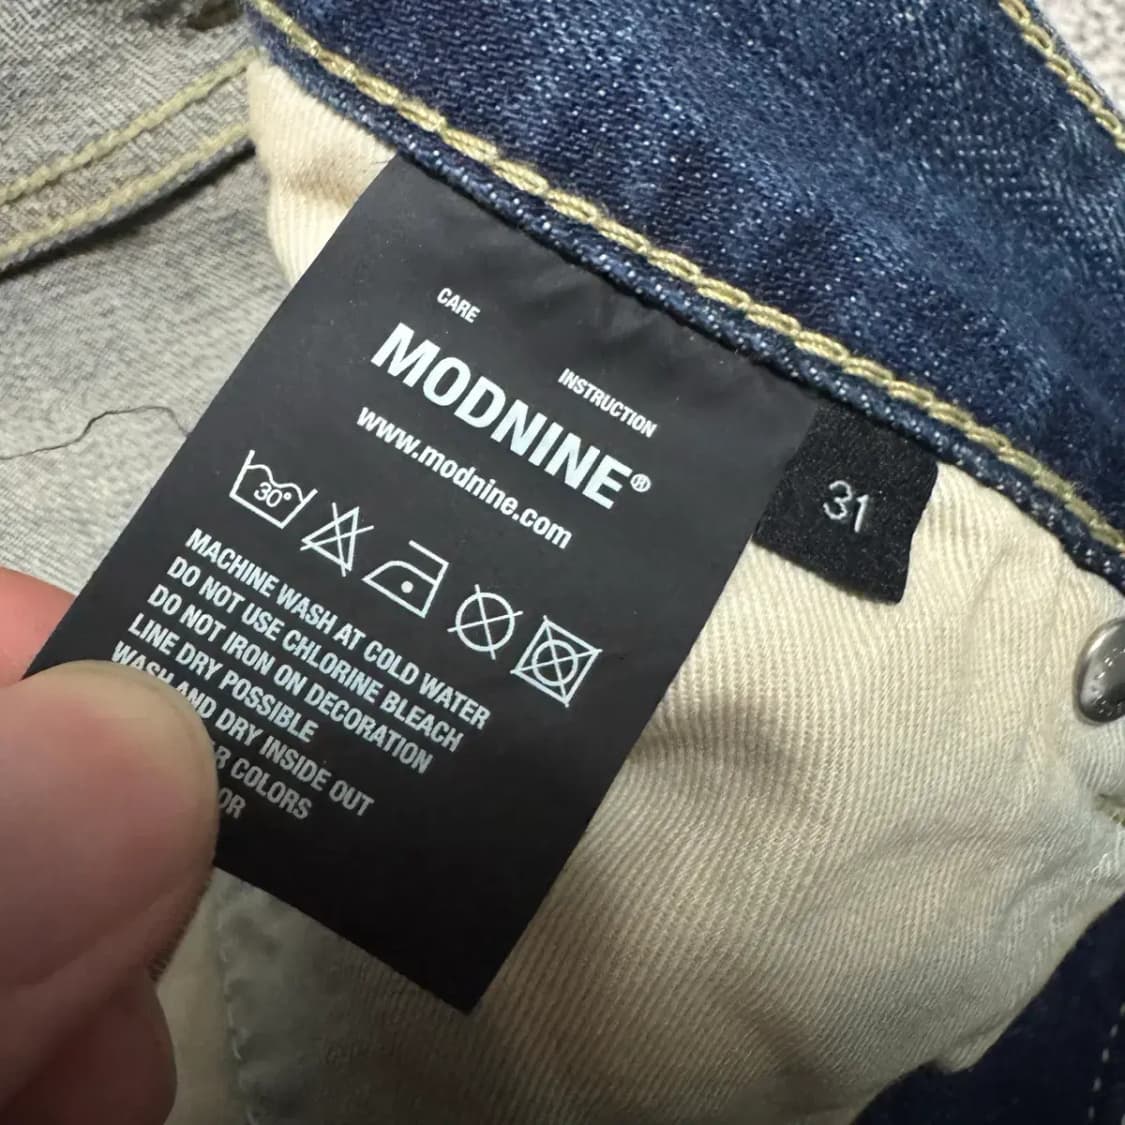 CARE
INSTRUCTION
MODNINE®
www.modnine.com
30°
MACHINE WASH AT COLD WATER
DO NOT USE CHLORINE BLEACH
DO NOT IRON ON DECORATION
LINE DRY POSSIBLE
WASH AND DRY INSIDE OUT
COLORS
31